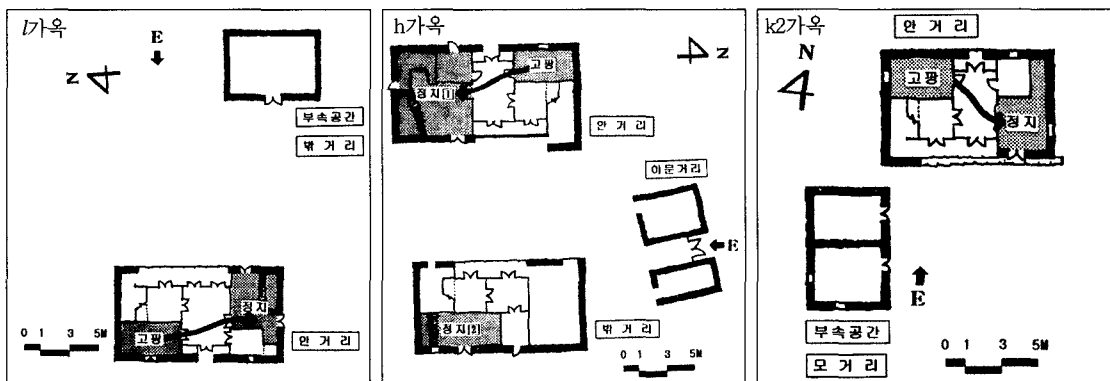 l가옥
E
N
부속공간
밖거리
정지
고팡
안거리
0 1 3 5M
h가옥
고팡
정지[1]
N
안거리
이문거리
E
정지[2]
밖거리
0 1 3 5M
k2가옥
안거리
N
고팡
정지
E
부속공간
모거리
0 1 3 5M